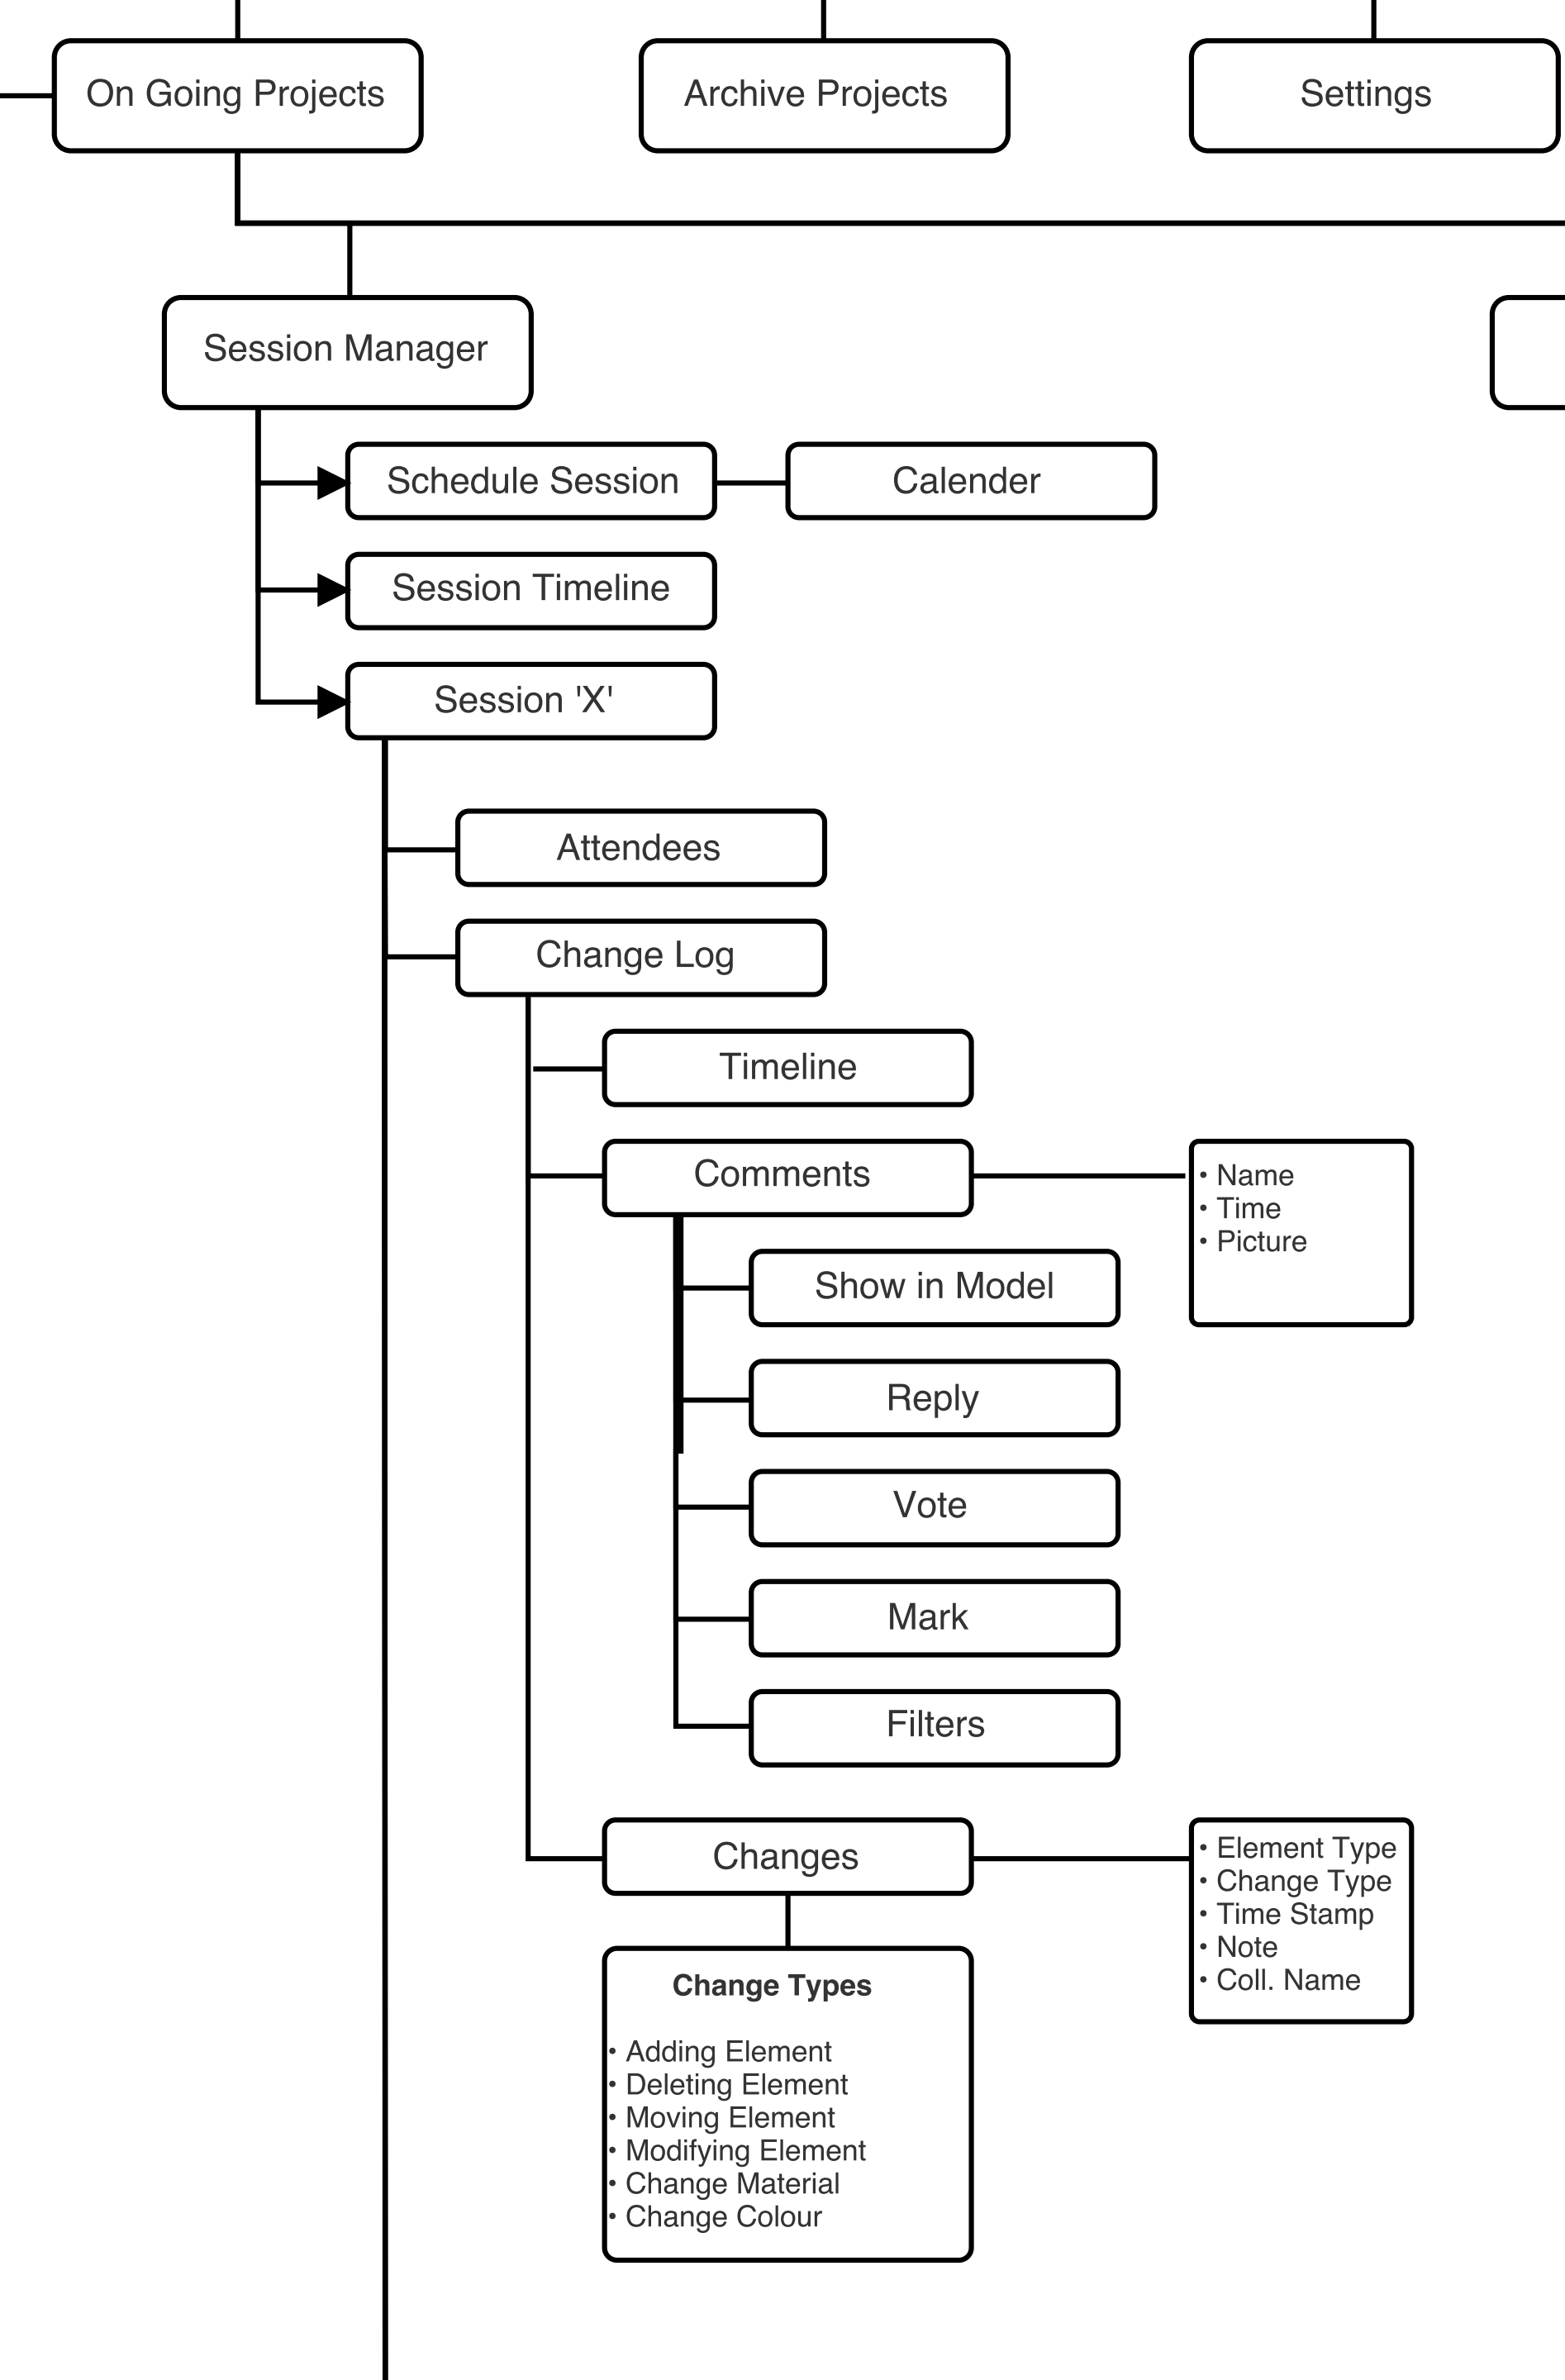 On Going Projects
Archive Projects
Settings
Session Manager
Schedule Session
Calender
Session Timeline
Session 'X'
Attendees
Change Log
Timeline
Comments
• Name
• Time
• Picture
Show in Model
Reply
Vote
Mark
Filters
Changes
• Element Type
• Change Type
• Time Stamp
• Note
• Coll. Name
Change Types
• Adding Element
• Deleting Element
• Moving Element
• Modifying Element
• Change Material
• Change Colour